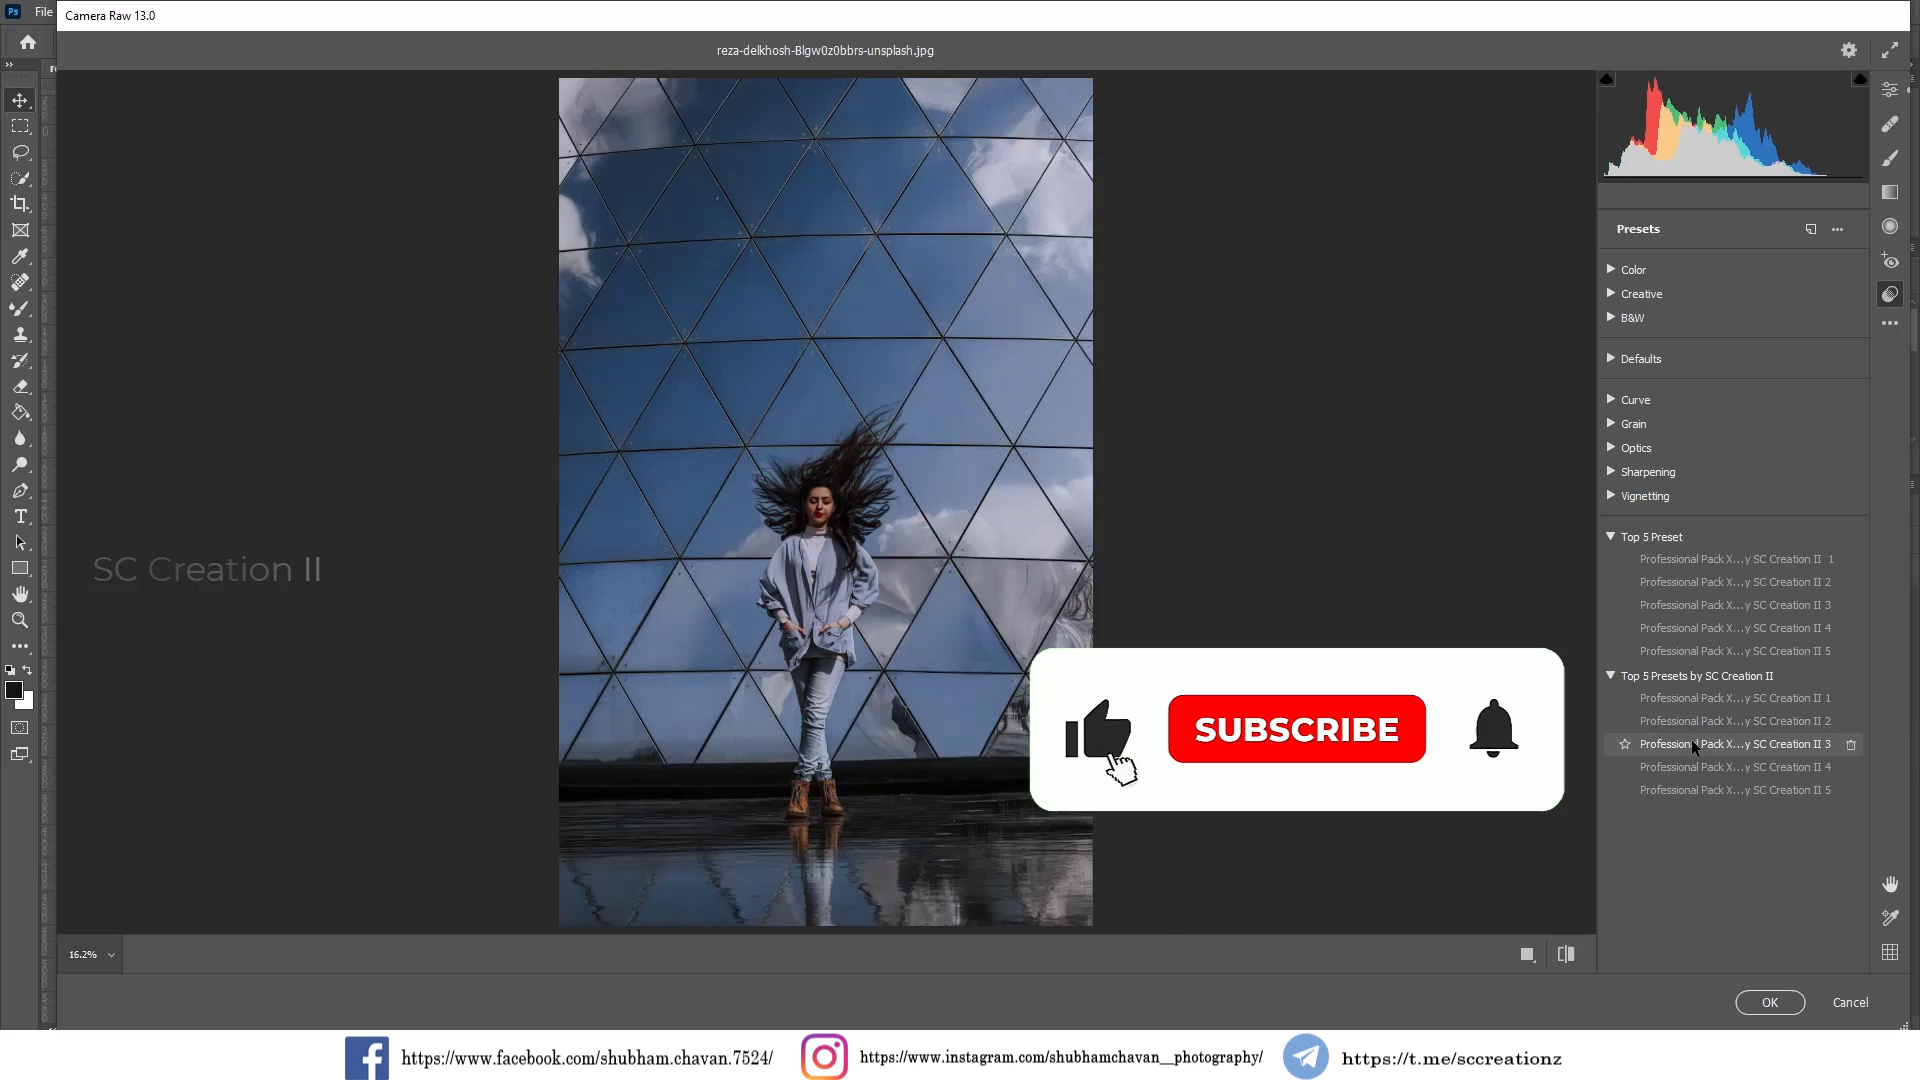 Ps File
Camera Raw 13.0
reza-delkhosh-Blgw0z0bbrs-unsplash.jpg
Presets
Color
Creative
B&W
Defaults
Curve
Grain
Optics
Sharpening
Vignetting
Top 5 Preset
Professional Pack X...y SC Creation II 1
Professional Pack X...y SC Creation II 2
Professional Pack X...y SC Creation II 3
Professional Pack X...y SC Creation II 4
Professional Pack X...y SC Creation II 5
Top 5 Presets by SC Creation II
Professional Pack X...y SC Creation II 1
Professional Pack X...y SC Creation II 2
Professional Pack X...y SC Creation II 3
Professional Pack X...y SC Creation II 4
Professional Pack X...y SC Creation II 5
SC Creation II
SUBSCRIBE
16.2%
OK
Cancel
https://www.facebook.com/shubham.chavan.7524/
https://www.instagram.com/shubhamchavan__photography/
https://t.me/sccreationz